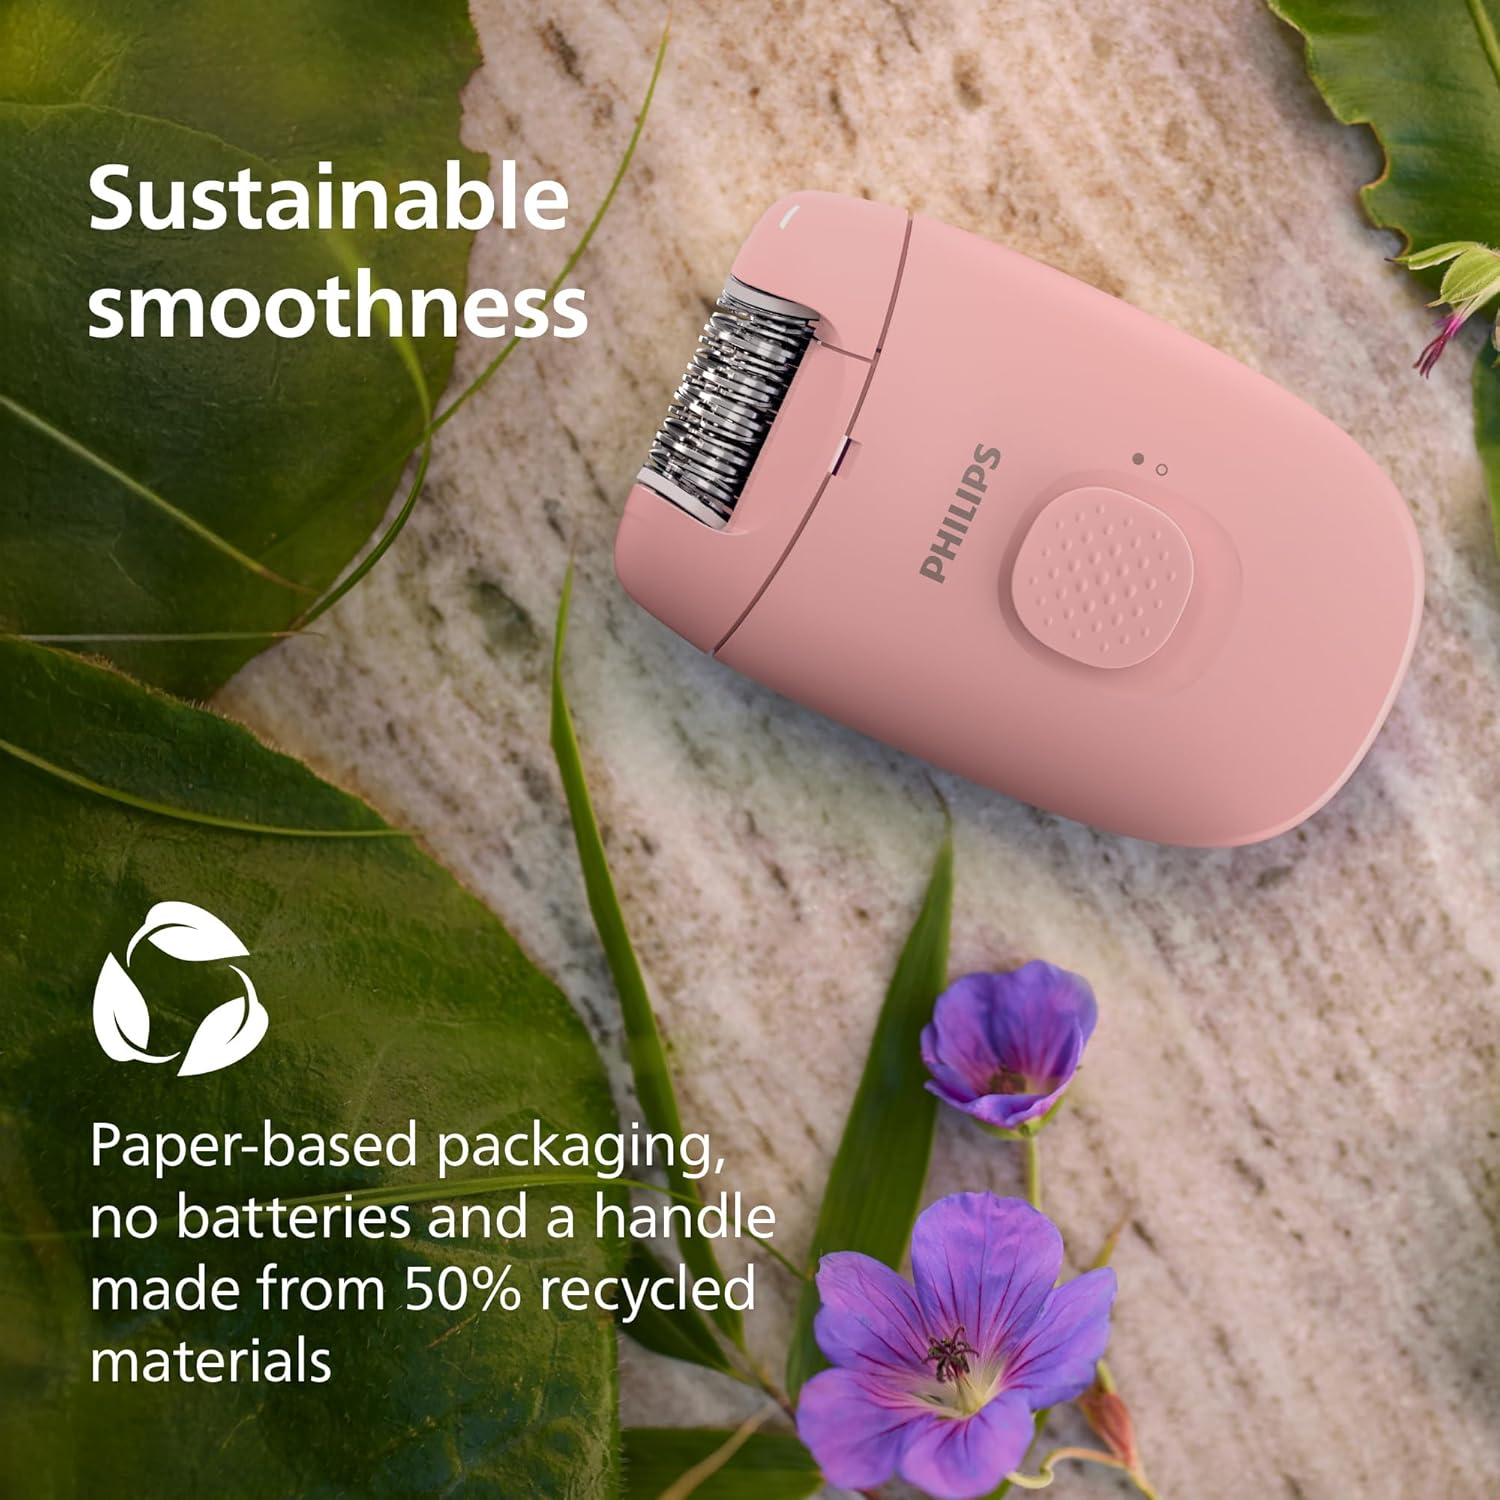 Sustainable
smoothness
PHILIPS
Paper-based packaging,
no batteries and a handle
made from 50% recycled
materials